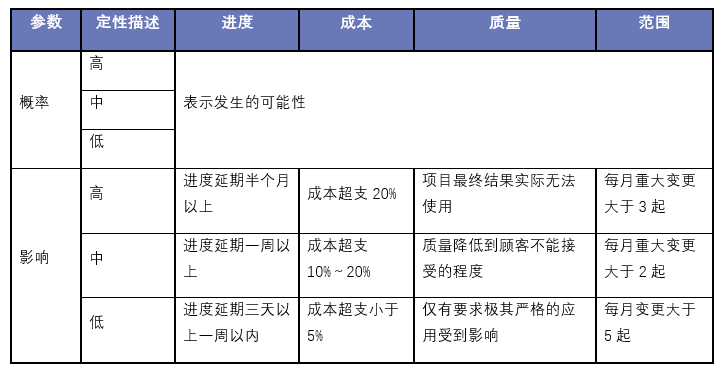 参数 定性描述 进度 成本 质量 范围
概率 高 表示发生的可能性
中
低
影响 高 进度延期半个月以上 成本超支 20% 项目最终结果实际无法使用 每月重大变更大于 3 起
中 进度延期一周以上 成本超支 10%~20% 质量降低到顾客不能接受的程度 每月重大变更大于 2 起
低 进度延期三天以上一周以内 成本超支小于 5% 仅有要求极其严格的应用受到影响 每月变更大于 5 起